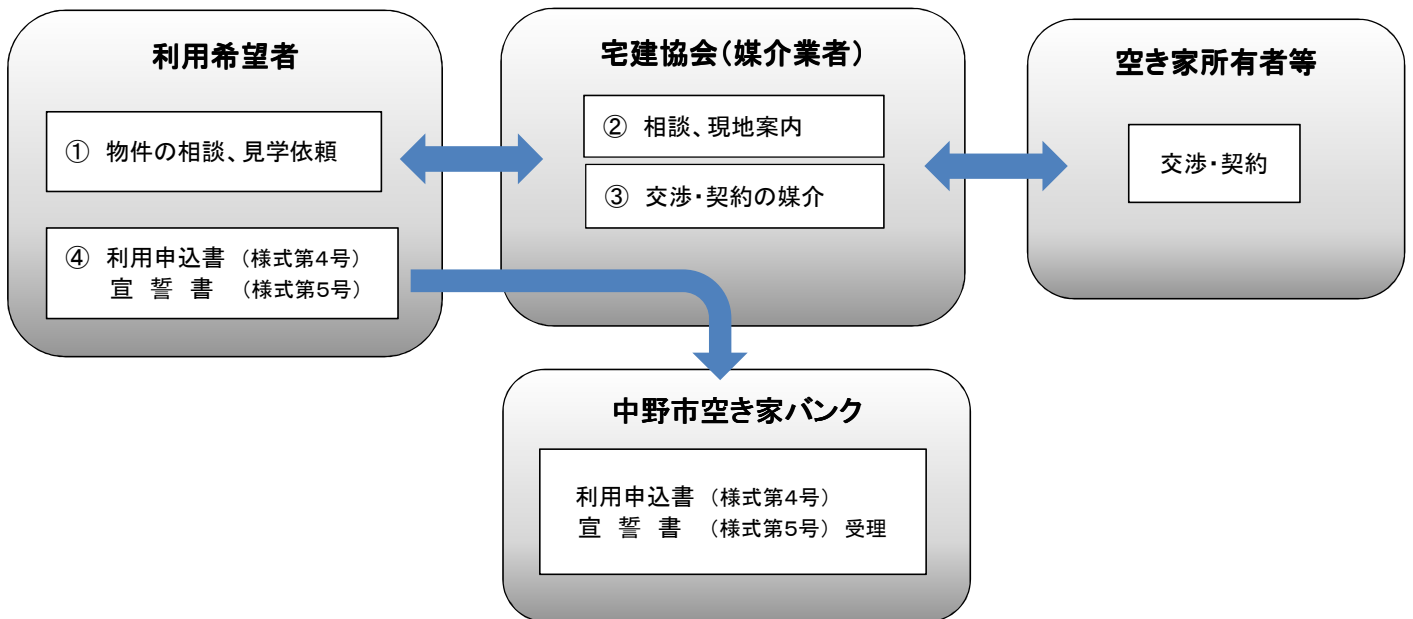 利用希望者
① 物件の相談、見学依頼
④ 利用申込書 (様式第4号)
宣 誓 書 (様式第5号)
宅建協会(媒介業者)
② 相談、現地案内
③ 交渉・契約の媒介
空き家所有者等
交渉・契約
中野市空き家バンク
利用申込書 (様式第4号)
宣 誓 書 (様式第5号) 受理